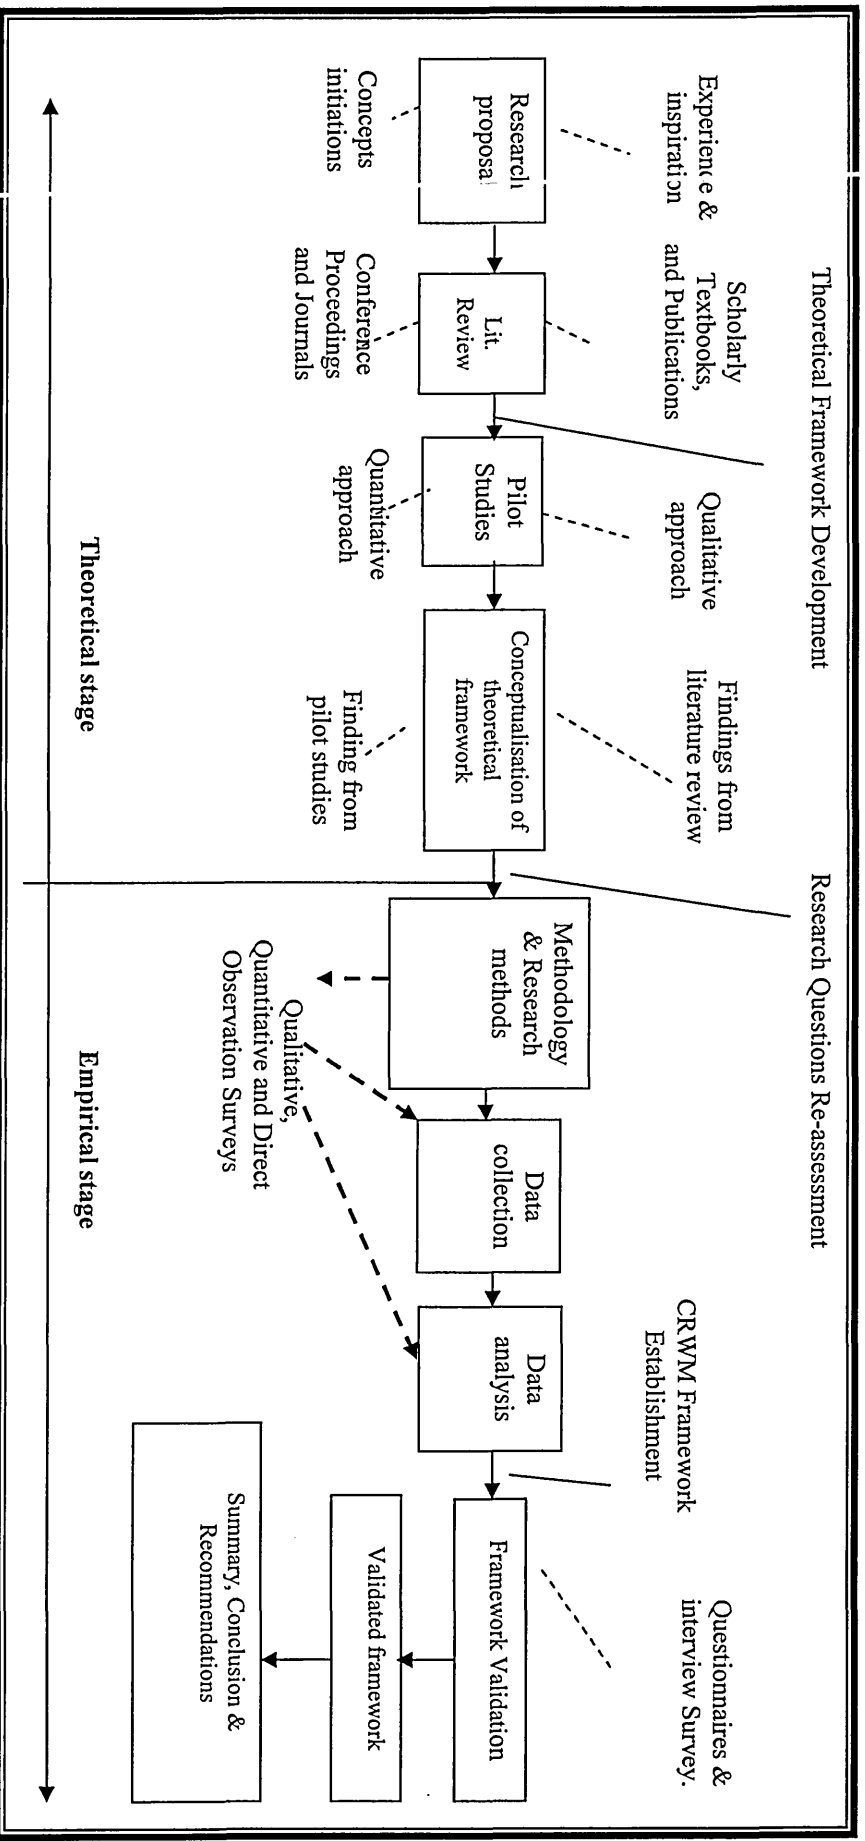 Theoretical Framework Development
Research Questions Re-assessment
Experience &
inspiration
Scholarly
Textbooks,
and Publications
Qualitative
approach
Findings from
literature review
CRWM Framework
Establishment
Questionnaires &
interview Survey.
Research
proposal
Lit.
Review
Pilot
Studies
Conceptualisation of
theoretical
framework
Methodology
& Research
methods
Data
collection
Data
analysis
Framework Validation
Validated framework
Summary, Conclusion &
Recommendations
Concepts
initiations
Conference
Proceedings
and Journals
Quantitative
approach
Finding from
pilot studies
Qualitative,
Quantitative and Direct
Observation Surveys
Theoretical stage
Empirical stage